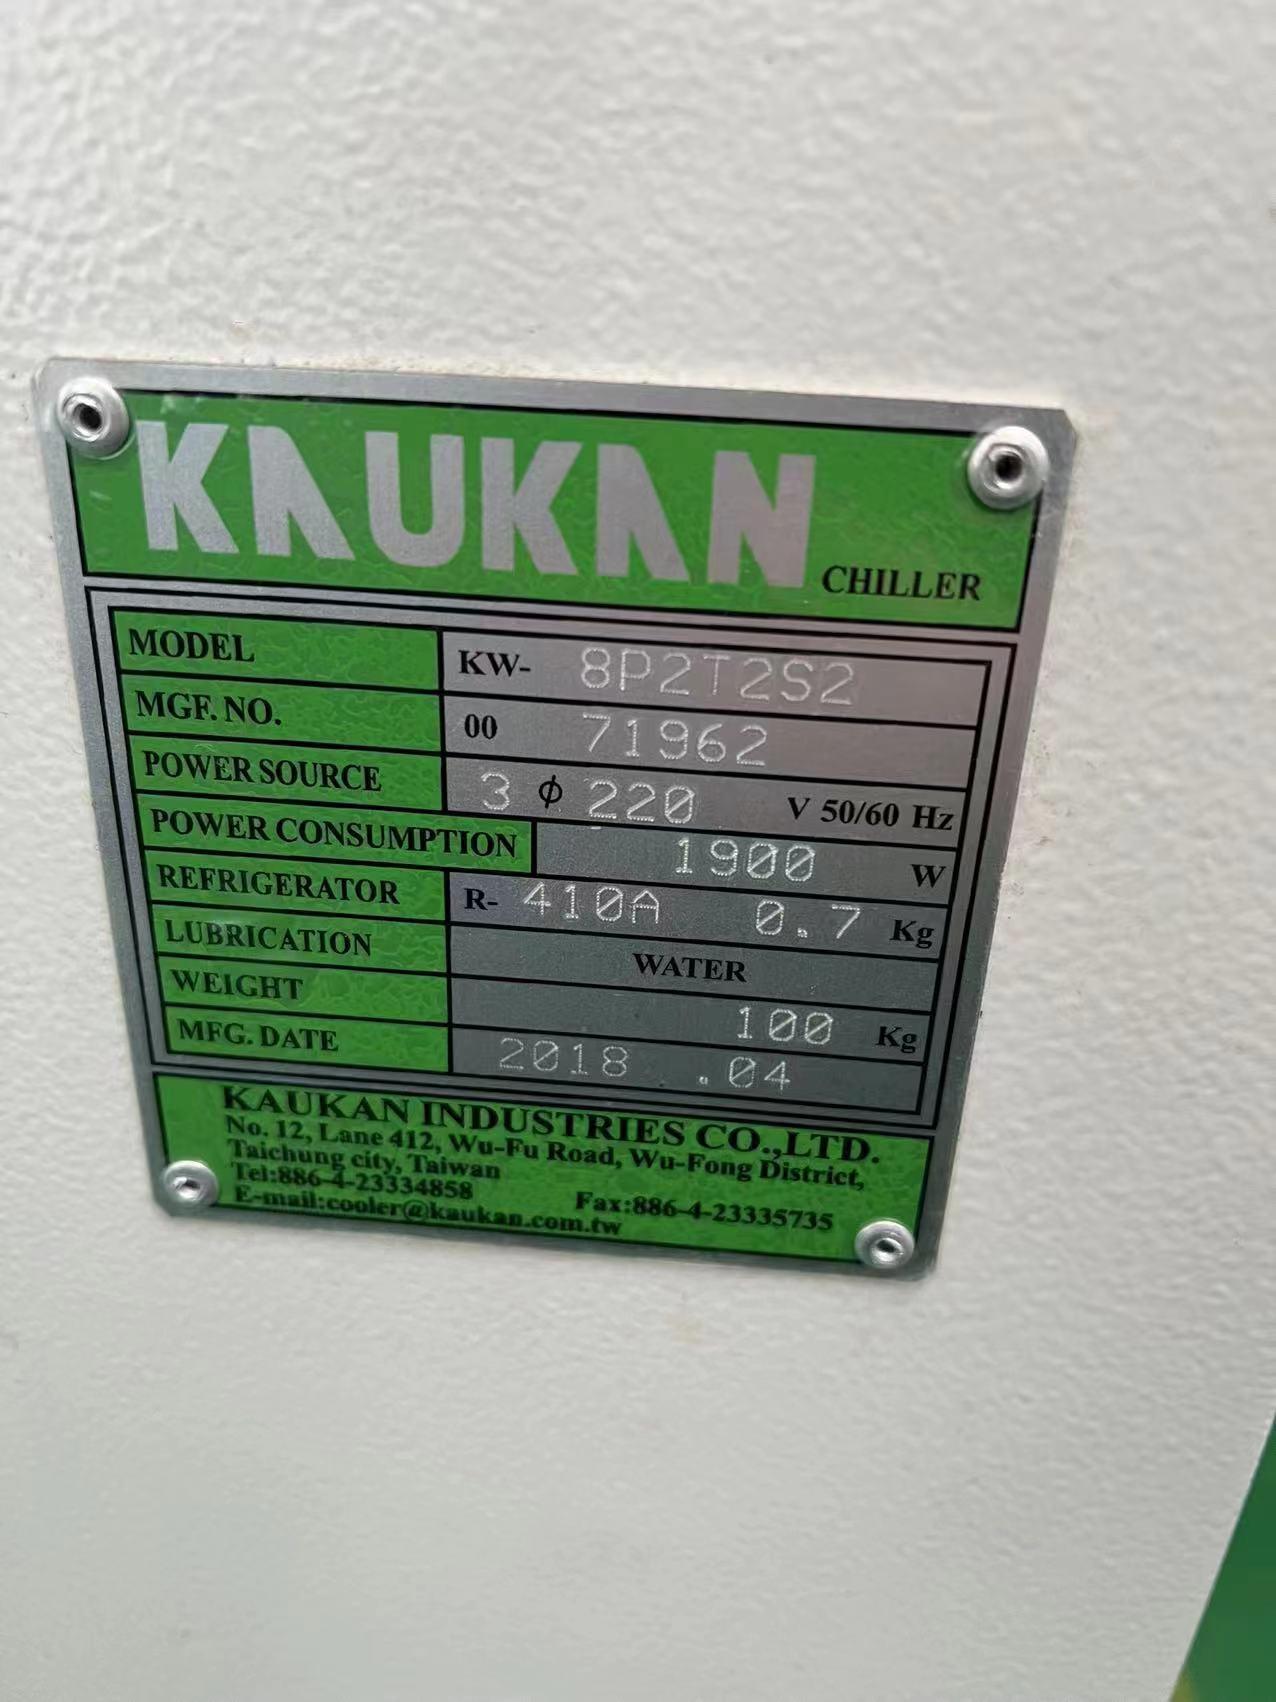 KAUKAN CHILLER
MODEL KW- 8P2T2S2
MGF. NO. 00 71962
POWER SOURCE 3 ϕ 220 V 50/60 Hz
POWER CONSUMPTION 1900 W
REFRIGERATOR R- 410A 0.7 Kg
LUBRICATION WATER
WEIGHT 100 Kg
MFG. DATE 2018 .04
KAUKAN INDUSTRIES CO.,LTD.
No. 12, Lane 412, Wu-Fu Road, Wu-Fong District,
Taichung city, Taiwan
Tel:886-4-23334858 Fax:886-4-23335735
E-mail:cooler@kaukan.com.tw